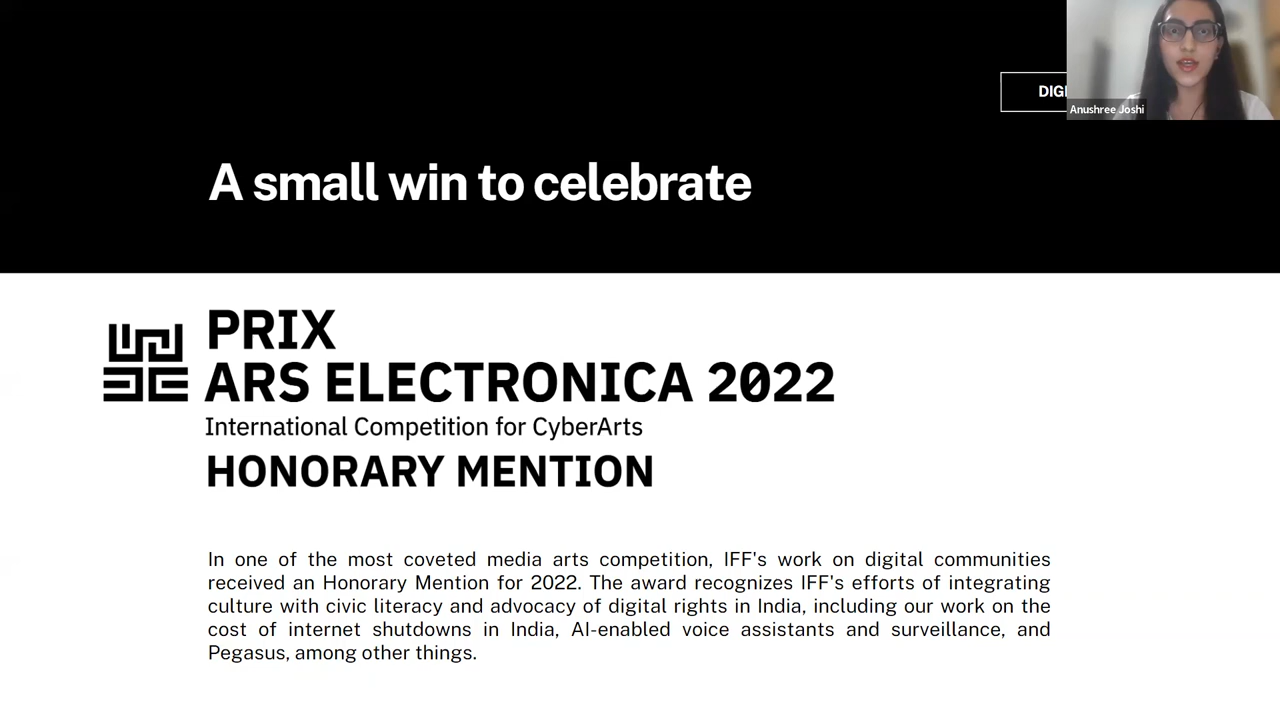 DIGI
Anushree Joshi
A small win to celebrate
PRIX
ARS ELECTRONICA 2022
International Competition for CyberArts
HONORARY MENTION
In one of the most coveted media arts competition, IFF's work on digital communities
received an Honorary Mention for 2022. The award recognizes IFF's efforts of integrating
culture with civic literacy and advocacy of digital rights in India, including our work on the
cost of internet shutdowns in India, AI-enabled voice assistants and surveillance, and
Pegasus, among other things.